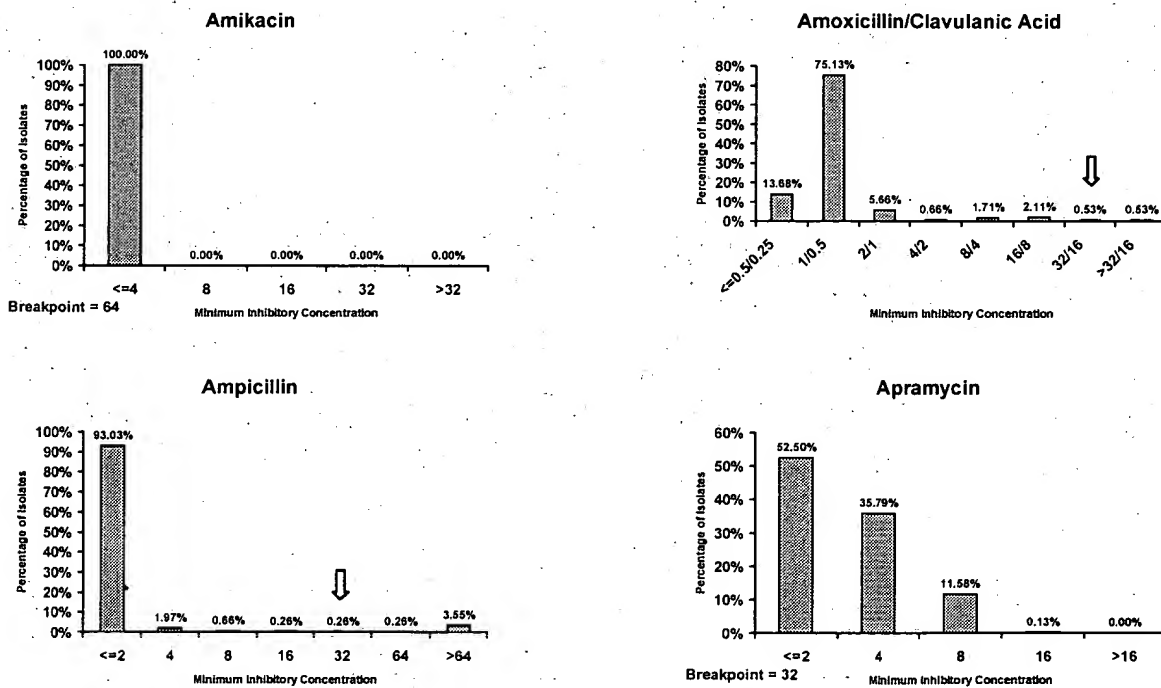 Amikacin
100.00%
100%
90%
80%
70%
60%
50%
40%
30%
20%
10%
0%
Percentage of Isolates
0.00% 0.00% 0.00% 0.00%
<=4 8 16 32 >32
Breakpoint = 64
Minimum Inhibitory Concentration
Amoxicillin/Clavulanic Acid
75.13%
80%
70%
60%
50%
40%
30%
20%
10%
0%
Percentage of Isolates
13.68% 5.66% 0.66% 1.71% 2.11% 0.53% 0.53%
<=0.5/0.25 1/0.5 2/1 4/2 8/4 16/8 32/16 >32/16
Minimum Inhibitory Concentration
Ampicillin
93.03%
100%
90%
80%
70%
60%
50%
40%
30%
20%
10%
0%
Percentage of Isolates
1.97% 0.66% 0.26% 0.26% 0.26% 3.55%
<=2 4 8 16 32 64 >64
Minimum Inhibitory Concentration
Apramycin
60%
50%
40%
30%
20%
10%
0%
Percentage of Isolates
52.50% 35.79% 11.58% 0.13% 0.00%
<=2 4 8 16 >16
Breakpoint = 32
Minimum Inhibitory Concentration